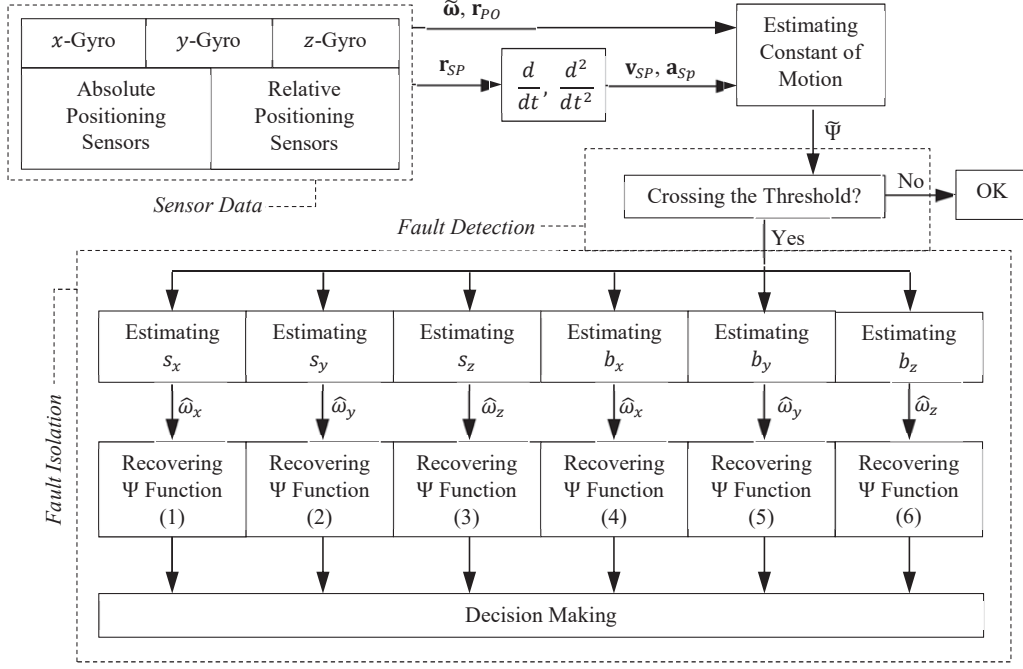 x-Gyro
y-Gyro
z-Gyro
Absolute
Positioning
Sensors
Relative
Positioning
Sensors
Sensor Data
ω̃, r_PO
r_SP
d/dt, d²/dt²
v_SP, a_Sp
Estimating
Constant of
Motion
Ψ̃
Crossing the Threshold?
No
OK
Fault Detection
Yes
Fault Isolation
Estimating
s_x
Estimating
s_y
Estimating
s_z
Estimating
b_x
Estimating
b_y
Estimating
b_z
ω̂_x
ω̂_y
ω̂_z
ω̂_x
ω̂_y
ω̂_z
Recovering
Ψ Function
(1)
Recovering
Ψ Function
(2)
Recovering
Ψ Function
(3)
Recovering
Ψ Function
(4)
Recovering
Ψ Function
(5)
Recovering
Ψ Function
(6)
Decision Making